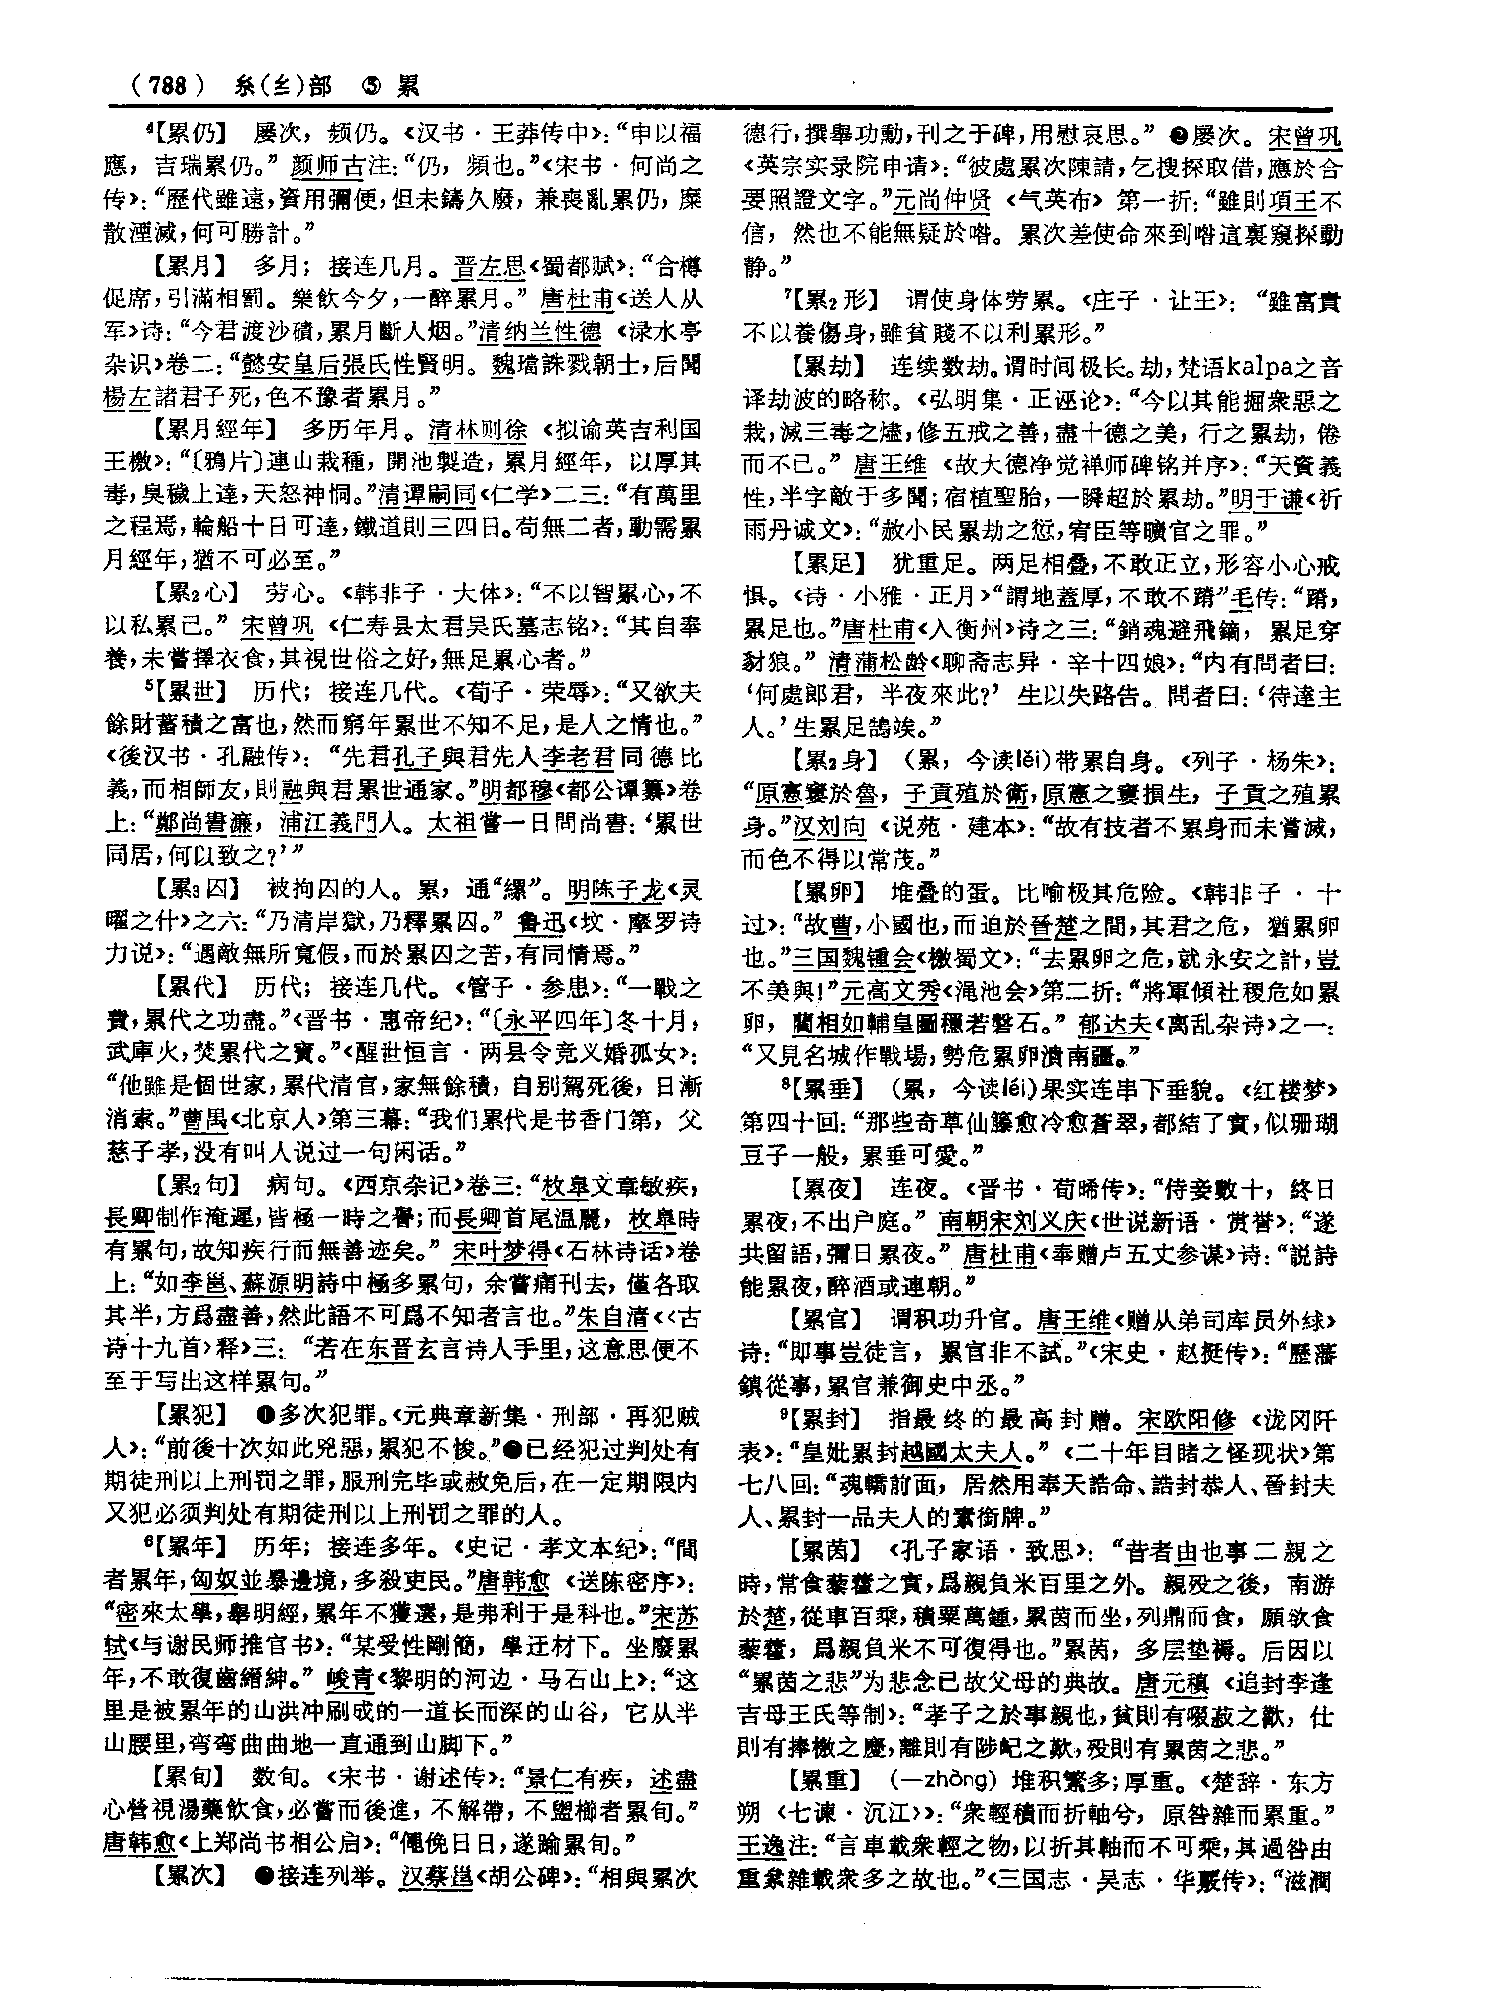 （788） 糸(纟)部 ⑤ 累
⁴【累仍】 屡次，频仍。《汉书·王莽传中》：“申以福
應，吉瑞累仍。”颜师古注：“仍，頻也。”《宋书·何尚之
传》：“歷代雖遠，資用彌便，但未鑄久廢，兼喪亂累仍，糜
散湮滅，何可勝計。”
【累月】 多月；接连几月。晋左思《蜀都赋》：“合樽
促席，引滿相罰。樂飲今夕，一醉累月。”唐杜甫《送人从
军》诗：“今君渡沙磧，累月斷人烟。”清纳兰性德《渌水亭
杂识》卷二：“懿安皇后張氏性賢明。魏璫誅戮朝士，后聞
楊左諸君子死，色不豫者累月。”
【累月經年】 多历年月。清林则徐《拟谕英吉利国
王檄》：“〔鴉片〕連山栽種，開池製造，累月經年，以厚其
毒，臭穢上達，天怒神恫。”清谭嗣同《仁学》二三：“有萬里
之程焉，輪船十日可達，鐵道則三四日。苟無二者，動需累
月經年，猶不可必至。”
【累₂心】 劳心。《韩非子·大体》：“不以智累心，不
以私累己。”宋曾巩《仁寿县太君吴氏墓志铭》：“其自奉
養，未嘗擇衣食，其視世俗之好，無足累心者。”
⁵【累世】 历代；接连几代。《荀子·荣辱》：“又欲夫
餘財蓄積之富也，然而窮年累世不知不足，是人之情也。”
《後汉书·孔融传》：“先君孔子與君先人李老君同德比
義，而相師友，則融與君累世通家。”明都穆《都公谭纂》卷
上：“鄭尚書濂，浦江義門人。太祖嘗一日問尚書：‘累世
同居，何以致之？’”
【累₃囚】 被拘囚的人。累，通“缧”。明陈子龙《灵
曜之什》之六：“乃清岸獄，乃釋累囚。”鲁迅《坟·摩罗诗
力说》：“遇敵無所寬假，而於累囚之苦，有同情焉。”
【累代】 历代；接连几代。《管子·参患》：“一戰之
費，累代之功盡。”《晋书·惠帝纪》：“〔永平四年〕冬十月，
武庫火，焚累代之寶。”《醒世恒言·两县令竞义婚孤女》：
“他雖是個世家，累代清官，家無餘積，自别駕死後，日漸
消索。”曹禺《北京人》第三幕：“我们累代是书香门第，父
慈子孝，没有叫人说过一句闲话。”
【累₂句】 病句。《西京杂记》卷三：“枚皋文章敏疾，
長卿制作淹遲，皆極一時之譽；而長卿首尾温麗，枚皋時
有累句，故知疾行而無善迹矣。”宋叶梦得《石林诗话》卷
上：“如李邕、蘇源明詩中極多累句，余嘗痛刊去，僅各取
其半，方爲盡善，然此語不可爲不知者言也。”朱自清《〈古
诗十九首〉释》三：“若在东晋玄言诗人手里，这意思便不
至于写出这样累句。”
【累犯】 ❶多次犯罪。《元典章新集·刑部·再犯贼
人》：“前後十次如此兇惡，累犯不悛。”❷已经犯过判处有
期徒刑以上刑罚之罪，服刑完毕或赦免后，在一定期限内
又犯必须判处有期徒刑以上刑罚之罪的人。
⁶【累年】 历年；接连多年。《史记·孝文本纪》：“間
者累年，匈奴並暴邊境，多殺吏民。”唐韩愈《送陈密序》：
“密來太學，舉明經，累年不獲選，是弗利于是科也。”宋苏
轼《与谢民师推官书》：“某受性剛簡，學迂材下。坐廢累
年，不敢復齒縉紳。”峻青《黎明的河边·马石山上》：“这
里是被累年的山洪冲刷成的一道长而深的山谷，它从半
山腰里，弯弯曲曲地一直通到山脚下。”
【累旬】 数旬。《宋书·谢述传》：“景仁有疾，述盡
心營視湯藥飲食，必嘗而後進，不解帶，不盥櫛者累旬。”
唐韩愈《上郑尚书相公启》：“僶俛日日，遂踰累旬。”
【累次】 ❶接连列举。汉蔡邕《胡公碑》：“相與累次
德行，撰舉功勳，刊之于碑，用慰哀思。”❷屡次。宋曾巩
《英宗实录院申请》：“彼處累次陳請，乞搜探取借，應於合
要照證文字。”元尚仲贤《气英布》第一折：“雖則項王不
信，然也不能無疑於喒。累次差使命來到喒這裏窺探動
静。”
⁷【累₂形】 谓使身体劳累。《庄子·让王》：“雖富貴
不以養傷身，雖貧賤不以利累形。”
【累劫】 连续数劫。谓时间极长。劫，梵语kalpa之音
译劫波的略称。《弘明集·正诬论》：“今以其能掘衆惡之
栽，滅三毒之燼，修五戒之善，盡十德之美，行之累劫，倦
而不已。”唐王维《故大德净觉禅师碑铭并序》：“天資義
性，半字敵于多聞；宿植聖胎，一瞬超於累劫。”明于谦《祈
雨丹诚文》：“赦小民累劫之愆，宥臣等曠官之罪。”
【累足】 犹重足。两足相叠，不敢正立，形容小心戒
惧。《诗·小雅·正月》“謂地蓋厚，不敢不蹐”毛传：“蹐，
累足也。”唐杜甫《入衡州》诗之三：“銷魂避飛鏑，累足穿
豺狼。”清蒲松龄《聊斋志异·辛十四娘》：“内有問者曰：
‘何處郎君，半夜來此？’生以失路告。問者曰：‘待達主
人。’生累足鵠竢。”
【累₂身】 （累，今读lěi）带累自身。《列子·杨朱》：
“原憲窶於魯，子貢殖於衛，原憲之窶損生，子貢之殖累
身。”汉刘向《说苑·建本》：“故有技者不累身而未嘗滅，
而色不得以常茂。”
【累卵】 堆叠的蛋。比喻极其危险。《韩非子·十
过》：“故曹，小國也，而迫於晉楚之間，其君之危，猶累卵
也。”三国魏锺会《檄蜀文》：“去累卵之危，就永安之計，豈
不美與！”元高文秀《渑池会》第二折：“將軍傾社稷危如累
卵，藺相如輔皇圖穩若磐石。”郁达夫《离乱杂诗》之一：
“又見名城作戰場，勢危累卵潰南疆。”
⁸【累垂】 （累，今读léi）果实连串下垂貌。《红楼梦》
第四十回：“那些奇草仙籐愈冷愈蒼翠，都結了實，似珊瑚
豆子一般，累垂可愛。”
【累夜】 连夜。《晋书·荀晞传》：“侍妾數十，終日
累夜，不出户庭。”南朝宋刘义庆《世说新语·赏誉》：“遂
共留語，彌日累夜。”唐杜甫《奉赠卢五丈参谋》诗：“説詩
能累夜，醉酒或連朝。”
【累官】 谓积功升官。唐王维《赠从弟司库员外絿》
诗：“即事豈徒言，累官非不試。”《宋史·赵挺传》：“歷藩
鎮從事，累官兼御史中丞。”
⁹【累封】 指最终的最高封赠。宋欧阳修《泷冈阡
表》：“皇妣累封越國太夫人。”《二十年目睹之怪现状》第
七八回：“魂轎前面，居然用奉天誥命、誥封恭人、晉封夫
人、累封一品夫人的素銜牌。”
【累茵】 《孔子家语·致思》：“昔者由也事二親之
時，常食藜藿之實，爲親負米百里之外。親殁之後，南游
於楚，從車百乘，積粟萬鍾，累茵而坐，列鼎而食，願欲食
藜藿，爲親負米不可復得也。”累茵，多层垫褥。后因以
“累茵之悲”为悲念已故父母的典故。唐元稹《追封李逢
吉母王氏等制》：“孝子之於事親也，貧則有啜菽之歡，仕
則有捧檄之慶，離則有陟屺之歎，殁則有累茵之悲。”
【累重】 （—zhòng）堆积繁多；厚重。《楚辞·东方
朔〈七谏·沉江〉》：“衆輕積而折軸兮，原咎雜而累重。”
王逸注：“言車載衆輕之物，以折其軸而不可乘，其過咎由
重絫雜載衆多之故也。”《三国志·吴志·华覈传》：“滋潤